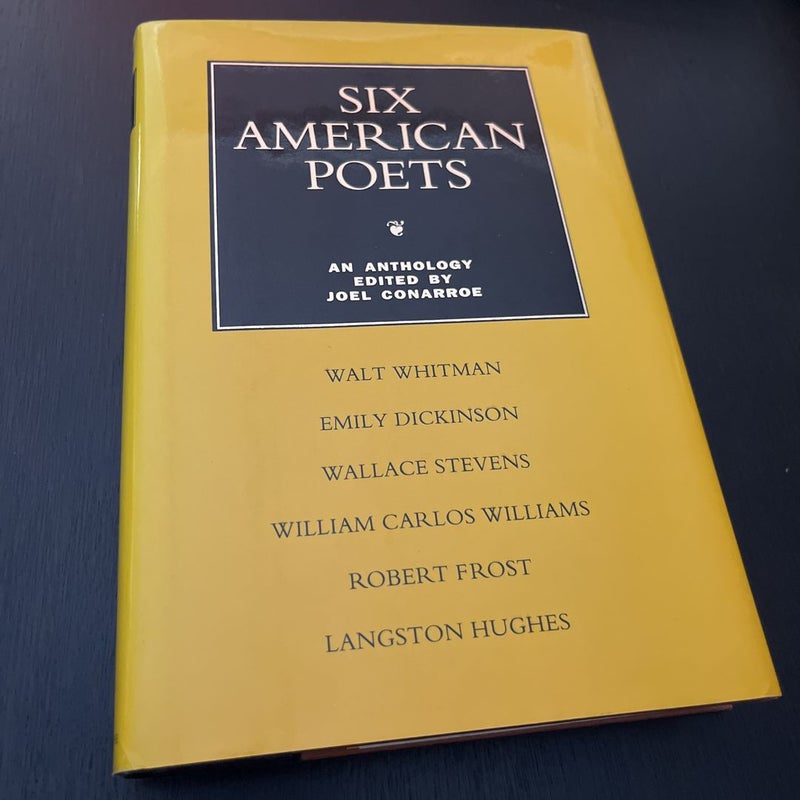 SIX
AMERICAN
POETS
AN ANTHOLOGY
EDITED BY
JOEL CONARROE
WALT WHITMAN
EMILY DICKINSON
WALLACE STEVENS
WILLIAM CARLOS WILLIAMS
ROBERT FROST
LANGSTON HUGHES